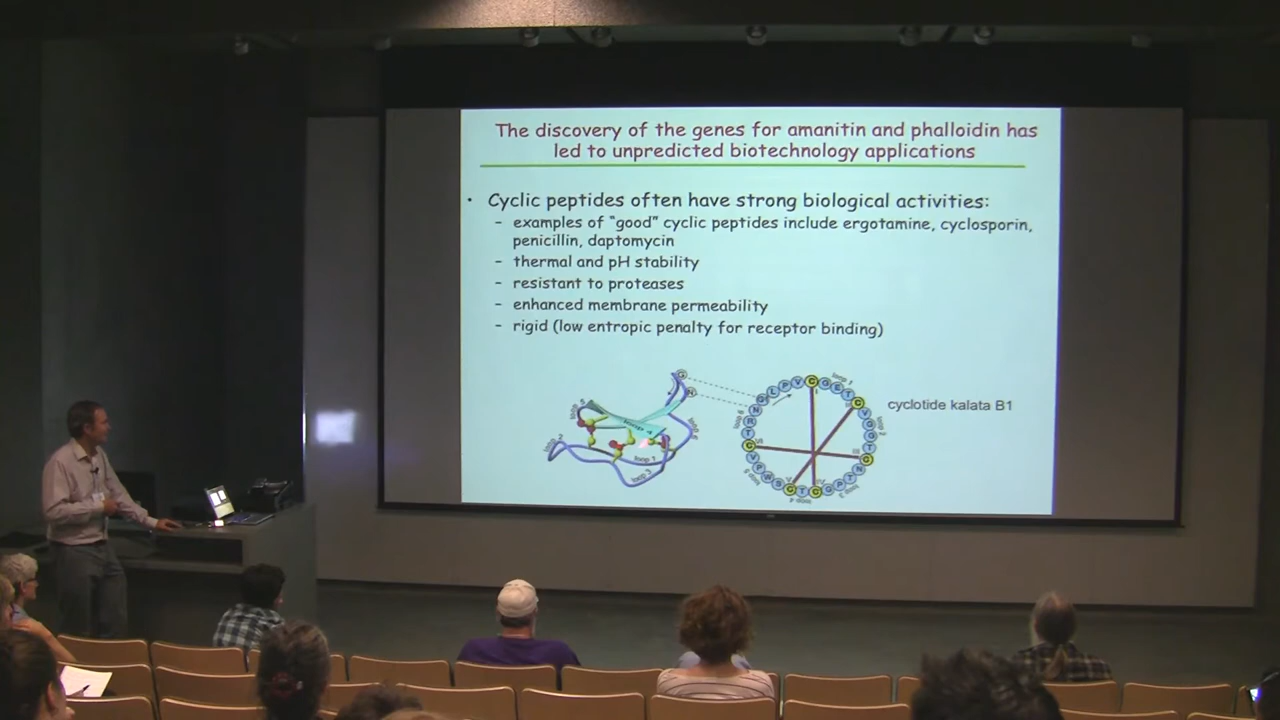 The discovery of the genes for amanitin and phalloidin has
led to unpredicted biotechnology applications
• Cyclic peptides often have strong biological activities:
– examples of "good" cyclic peptides include ergotamine, cyclosporin,
penicillin, daptomycin
– thermal and pH stability
– resistant to proteases
– enhanced membrane permeability
– rigid (low entropic penalty for receptor binding)
cyclotide kalata B1
loop 1